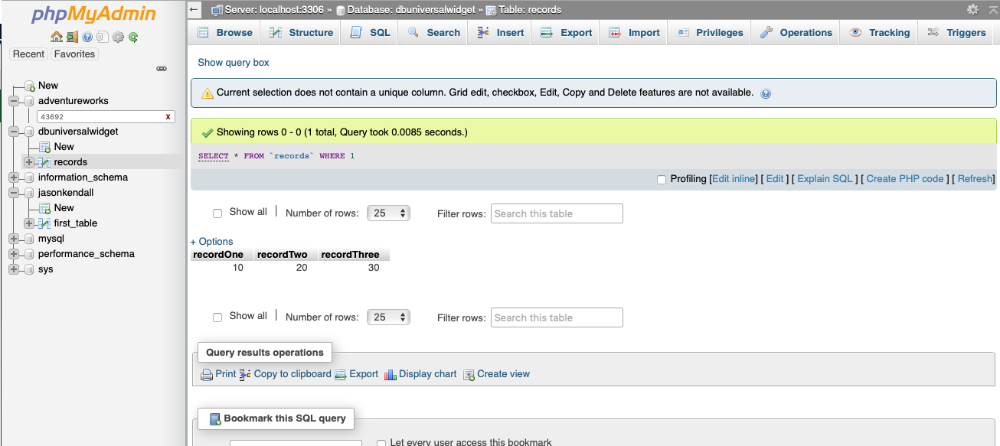 phpMyAdmin
Server: localhost:3306 » Database: dbuniversalwidget » Table: records
Browse Structure SQL Search Insert Export Import Privileges Operations Tracking Triggers
Recent Favorites
New
adventureworks
43692 X
dbuniversalwidget
New
records
information_schema
jasonkendall
New
first_table
mysql
performance_schema
sys
Show query box
Current selection does not contain a unique column. Grid edit, checkbox, Edit, Copy and Delete features are not available.
Showing rows 0 - 0 (1 total, Query took 0.0085 seconds.)
SELECT * FROM `records` WHERE 1
Profiling [Edit inline] [ Edit ] [ Explain SQL ] [ Create PHP code ] [ Refresh]
Show all | Number of rows: 25 Filter rows: Search this table
+ Options
recordOne recordTwo recordThree
10 20 30
Show all | Number of rows: 25 Filter rows: Search this table
Query results operations
Print Copy to clipboard Export Display chart Create view
Bookmark this SQL query
Let every user access this bookmark